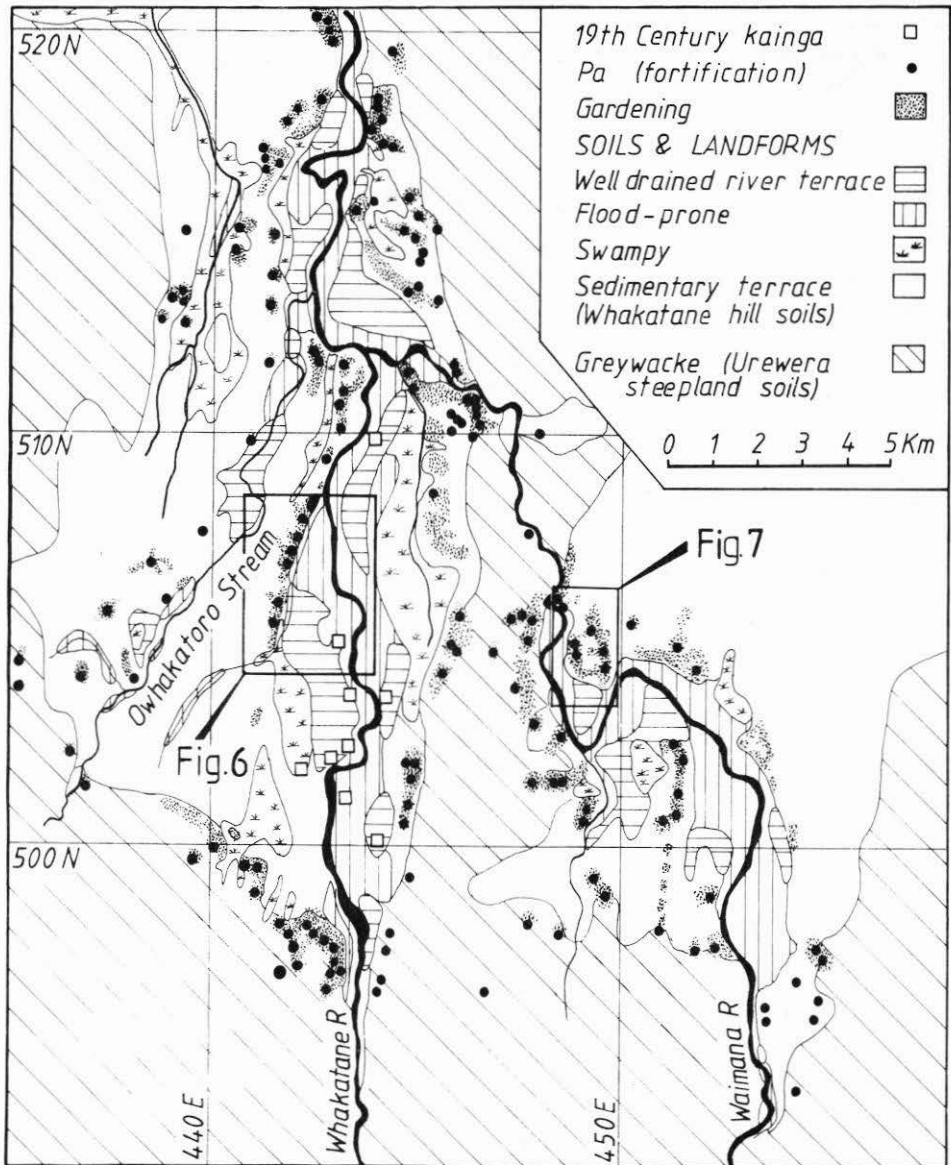 520N
19th Century kainga
Pa (fortification)
Gardening
SOILS & LANDFORMS
Well drained river terrace
Flood-prone
Swampy
Sedimentary terrace
(Whakatane hill soils)
Greywacke (Urewera
steepland soils)
0 1 2 3 4 5 Km
510N
Fig.7
Owhakatoro Stream
Fig.6
500N
440E
Whakatane R
450E
Waimana R